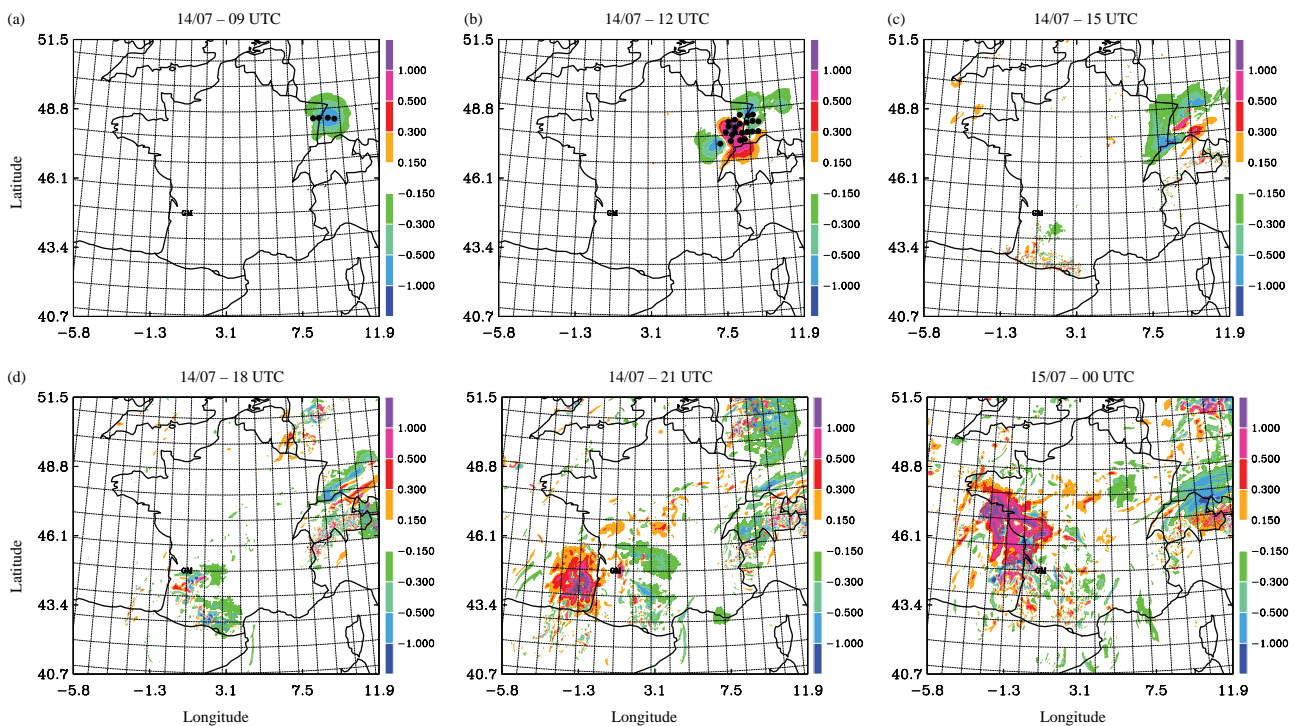 (a)
14/07 – 09 UTC
51.5
48.8
46.1
43.4
40.7
Latitude
−5.8 −1.3 3.1 7.5 11.9
GM
1.000
0.500
0.300
0.150
−0.150
−0.300
−0.500
−1.000
(b)
14/07 – 12 UTC
51.5
48.8
46.1
43.4
40.7
−5.8 −1.3 3.1 7.5 11.9
GM
1.000
0.500
0.300
0.150
−0.150
−0.300
−0.500
−1.000
(c)
14/07 – 15 UTC
51.5
48.8
46.1
43.4
40.7
−5.8 −1.3 3.1 7.5 11.9
GM
1.000
0.500
0.300
0.150
−0.150
−0.300
−0.500
−1.000
(d)
14/07 – 18 UTC
51.5
48.8
46.1
43.4
40.7
Latitude
−5.8 −1.3 3.1 7.5 11.9
Longitude
GM
1.000
0.500
0.300
0.150
−0.150
−0.300
−0.500
−1.000
14/07 – 21 UTC
51.5
48.8
46.1
43.4
40.7
−5.8 −1.3 3.1 7.5 11.9
Longitude
GM
1.000
0.500
0.300
0.150
−0.150
−0.300
−0.500
−1.000
15/07 – 00 UTC
51.5
48.8
46.1
43.4
40.7
−5.8 −1.3 3.1 7.5 11.9
Longitude
GM
1.000
0.500
0.300
0.150
−0.150
−0.300
−0.500
−1.000